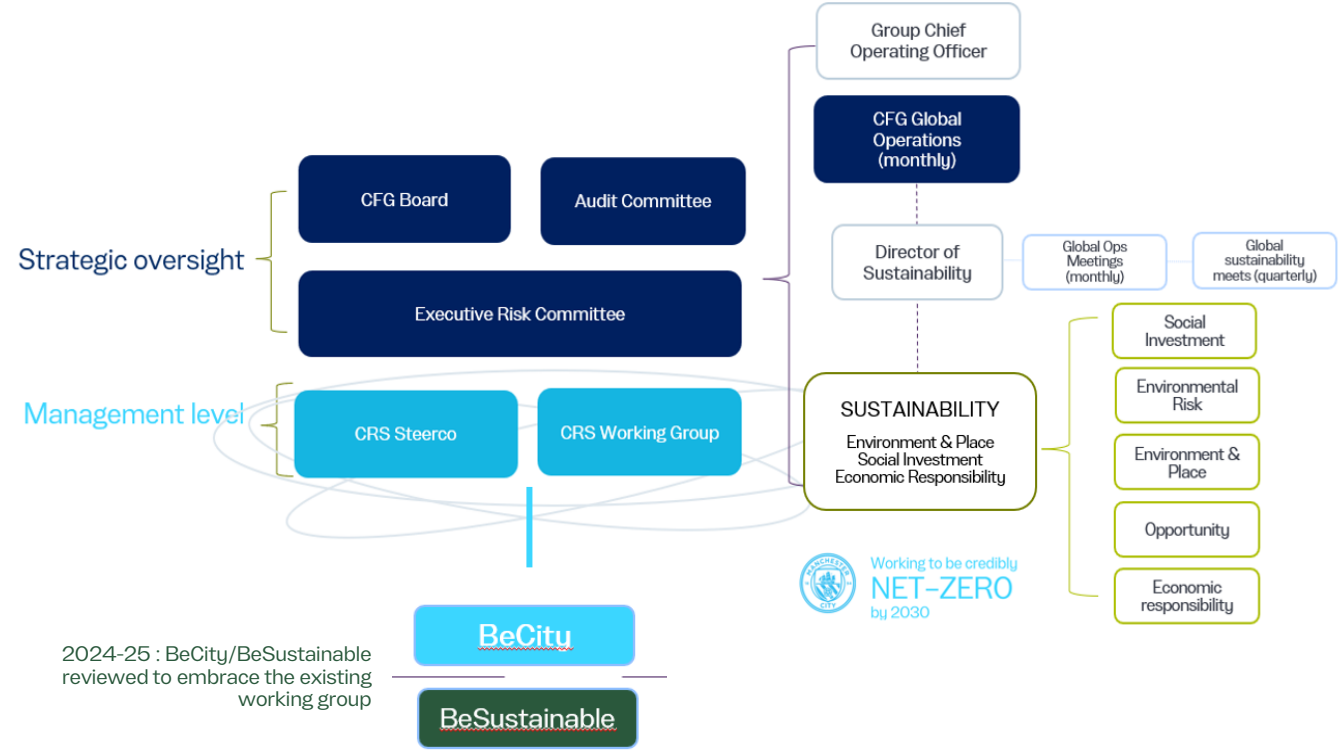 Group Chief
Operating Officer
CFG Global
Operations
(monthly)
CFG Board
Audit Committee
Strategic oversight
Executive Risk Committee
Director of
Sustainability
Global Ops
Meetings
(monthly)
Global
sustainability
meets (quarterly)
Management level
CRS Steerco
CRS Working Group
SUSTAINABILITY
Environment & Place
Social Investment
Economic Responsibility
Social
Investment
Environmental
Risk
Environment &
Place
Opportunity
Economic
responsibility
MANCHESTER
CITY
Working to be credibly
NET-ZERO
by 2030
BeCity
2024-25 : BeCity/BeSustainable
reviewed to embrace the existing
working group
BeSustainable